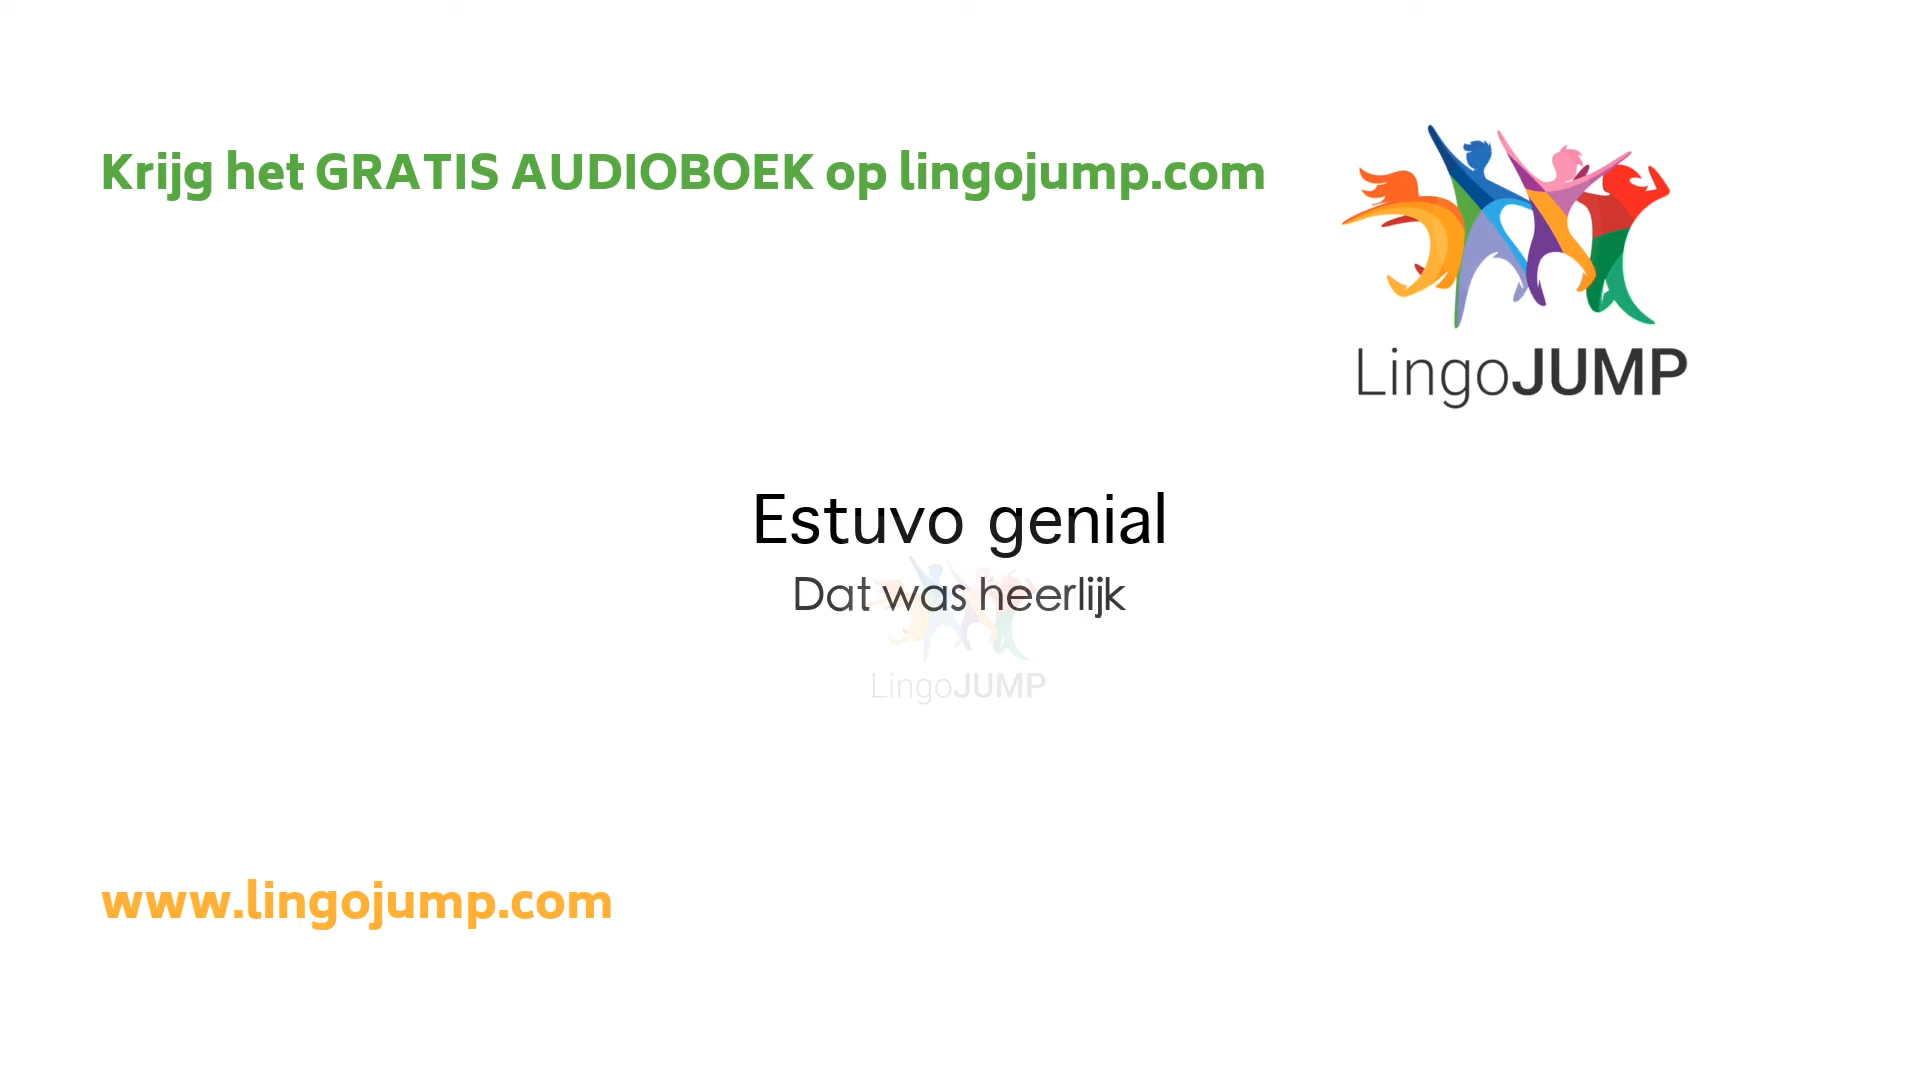 Krijg het GRATIS AUDIOBOEK op lingojump.com
LingoJUMP
Estuvo genial
Dat was heerlijk
LingoJUMP
www.lingojump.com